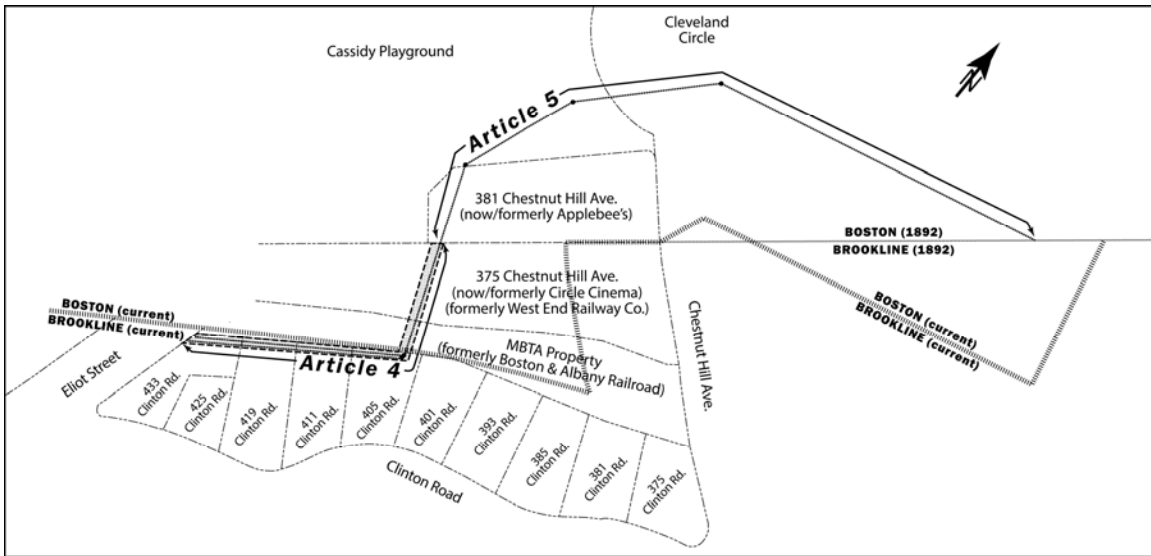 Cleveland
Circle
Cassidy Playground
N
Article 5
381 Chestnut Hill Ave.
(now/formerly Applebee's)
BOSTON (1892)
BROOKLINE (1892)
375 Chestnut Hill Ave.
(now/formerly Circle Cinema)
(formerly West End Railway Co.)
Chestnut Hill Ave.
BOSTON (current)
BROOKLINE (current)
BOSTON (current)
BROOKLINE (current)
MBTA Property
(formerly Boston & Albany Railroad)
Article 4
Eliot Street
433
Clinton Rd.
425
Clinton Rd.
419
Clinton Rd.
411
Clinton Rd.
405
Clinton Rd.
401
Clinton Rd.
393
Clinton Rd.
385
Clinton Rd.
381
Clinton Rd.
375
Clinton Rd.
Clinton Road